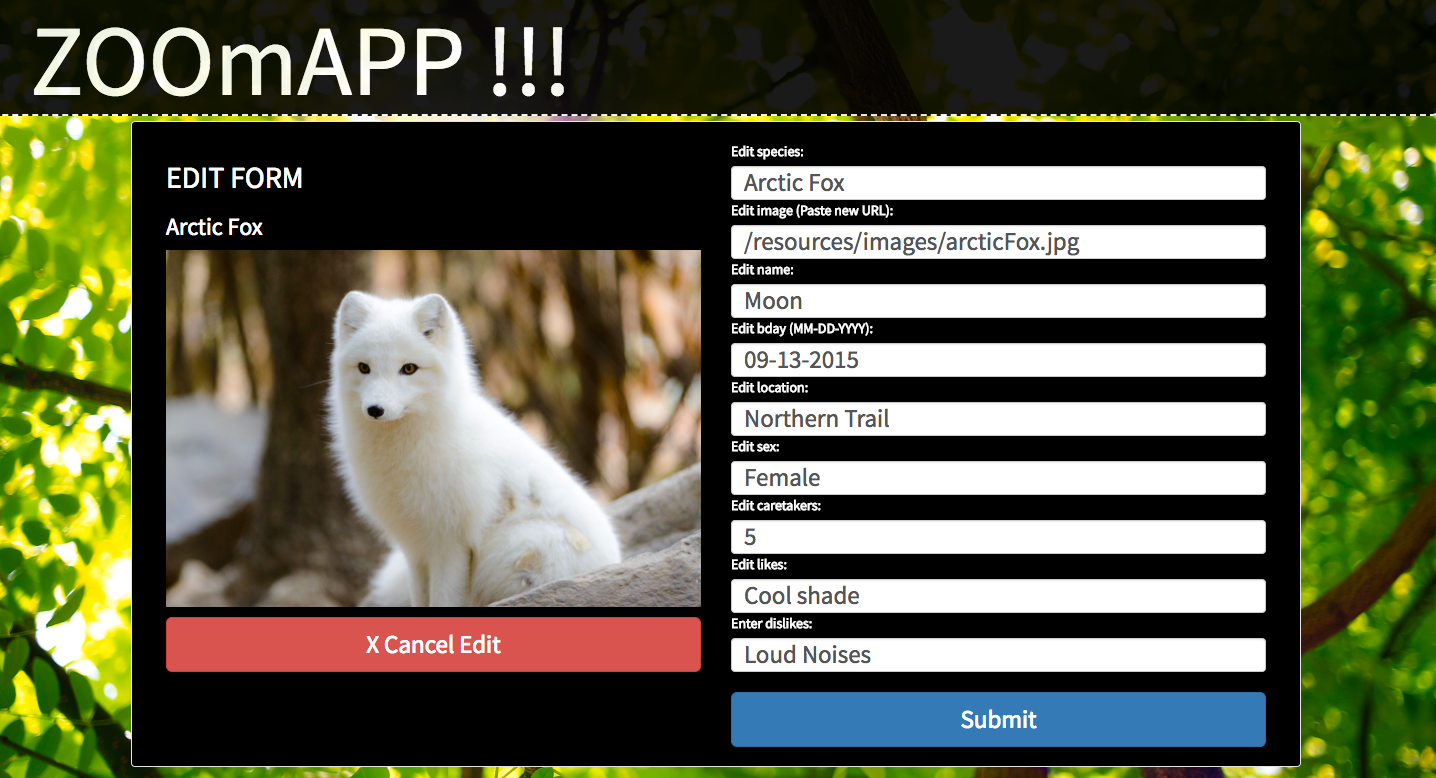 ZOOmAPP !!!
EDIT FORM
Arctic Fox
X Cancel Edit
Edit species:
Arctic Fox
Edit image (Paste new URL):
/resources/images/arcticFox.jpg
Edit name:
Moon
Edit bday (MM-DD-YYYY):
09-13-2015
Edit location:
Northern Trail
Edit sex:
Female
Edit caretakers:
5
Edit likes:
Cool shade
Enter dislikes:
Loud Noises
Submit